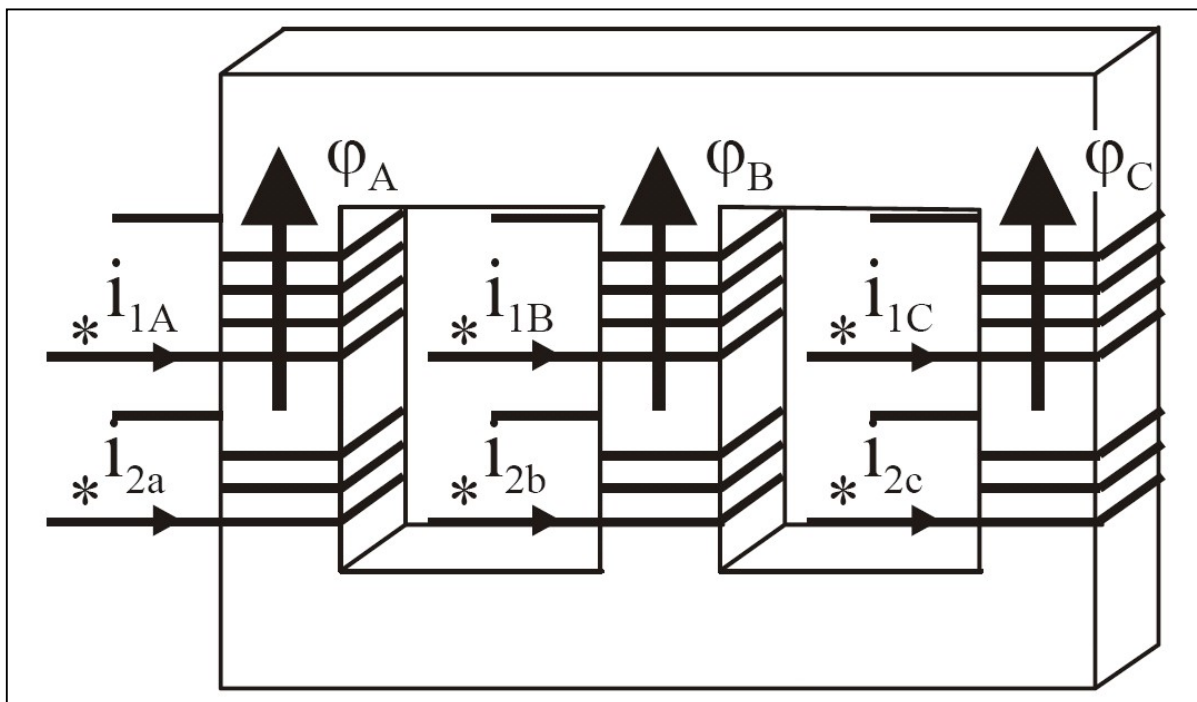 φA φB φC
* i1A * i1B * i1C
* i2a * i2b * i2c